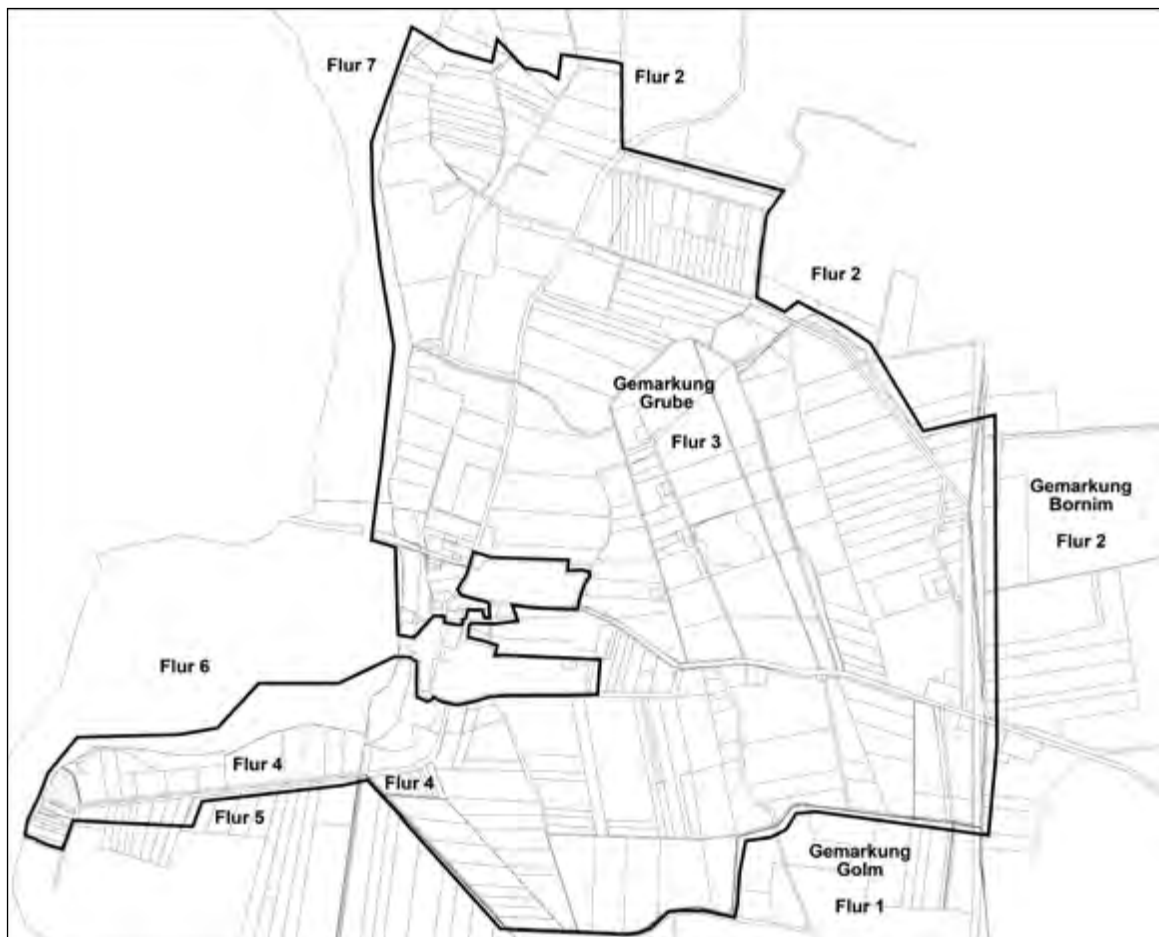 Flur 7
Flur 2
Flur 2
Gemarkung
Grube
Flur 3
Gemarkung
Bornim
Flur 2
Flur 6
Flur 4
Flur 4
Flur 5
Gemarkung
Golm
Flur 1